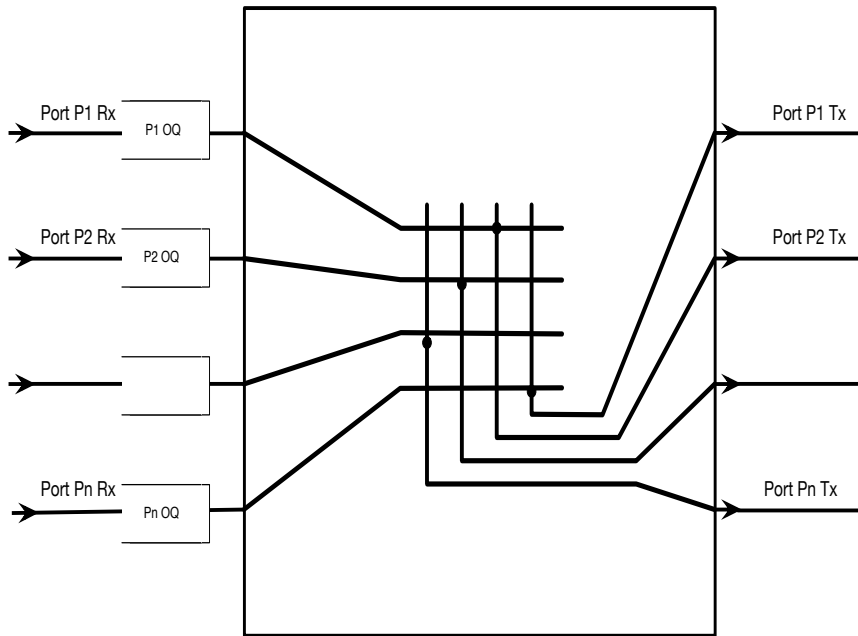 Port P1 Rx
P1 OQ
Port P1 Tx
Port P2 Rx
P2 OQ
Port P2 Tx
Port Pn Rx
Pn OQ
Port Pn Tx